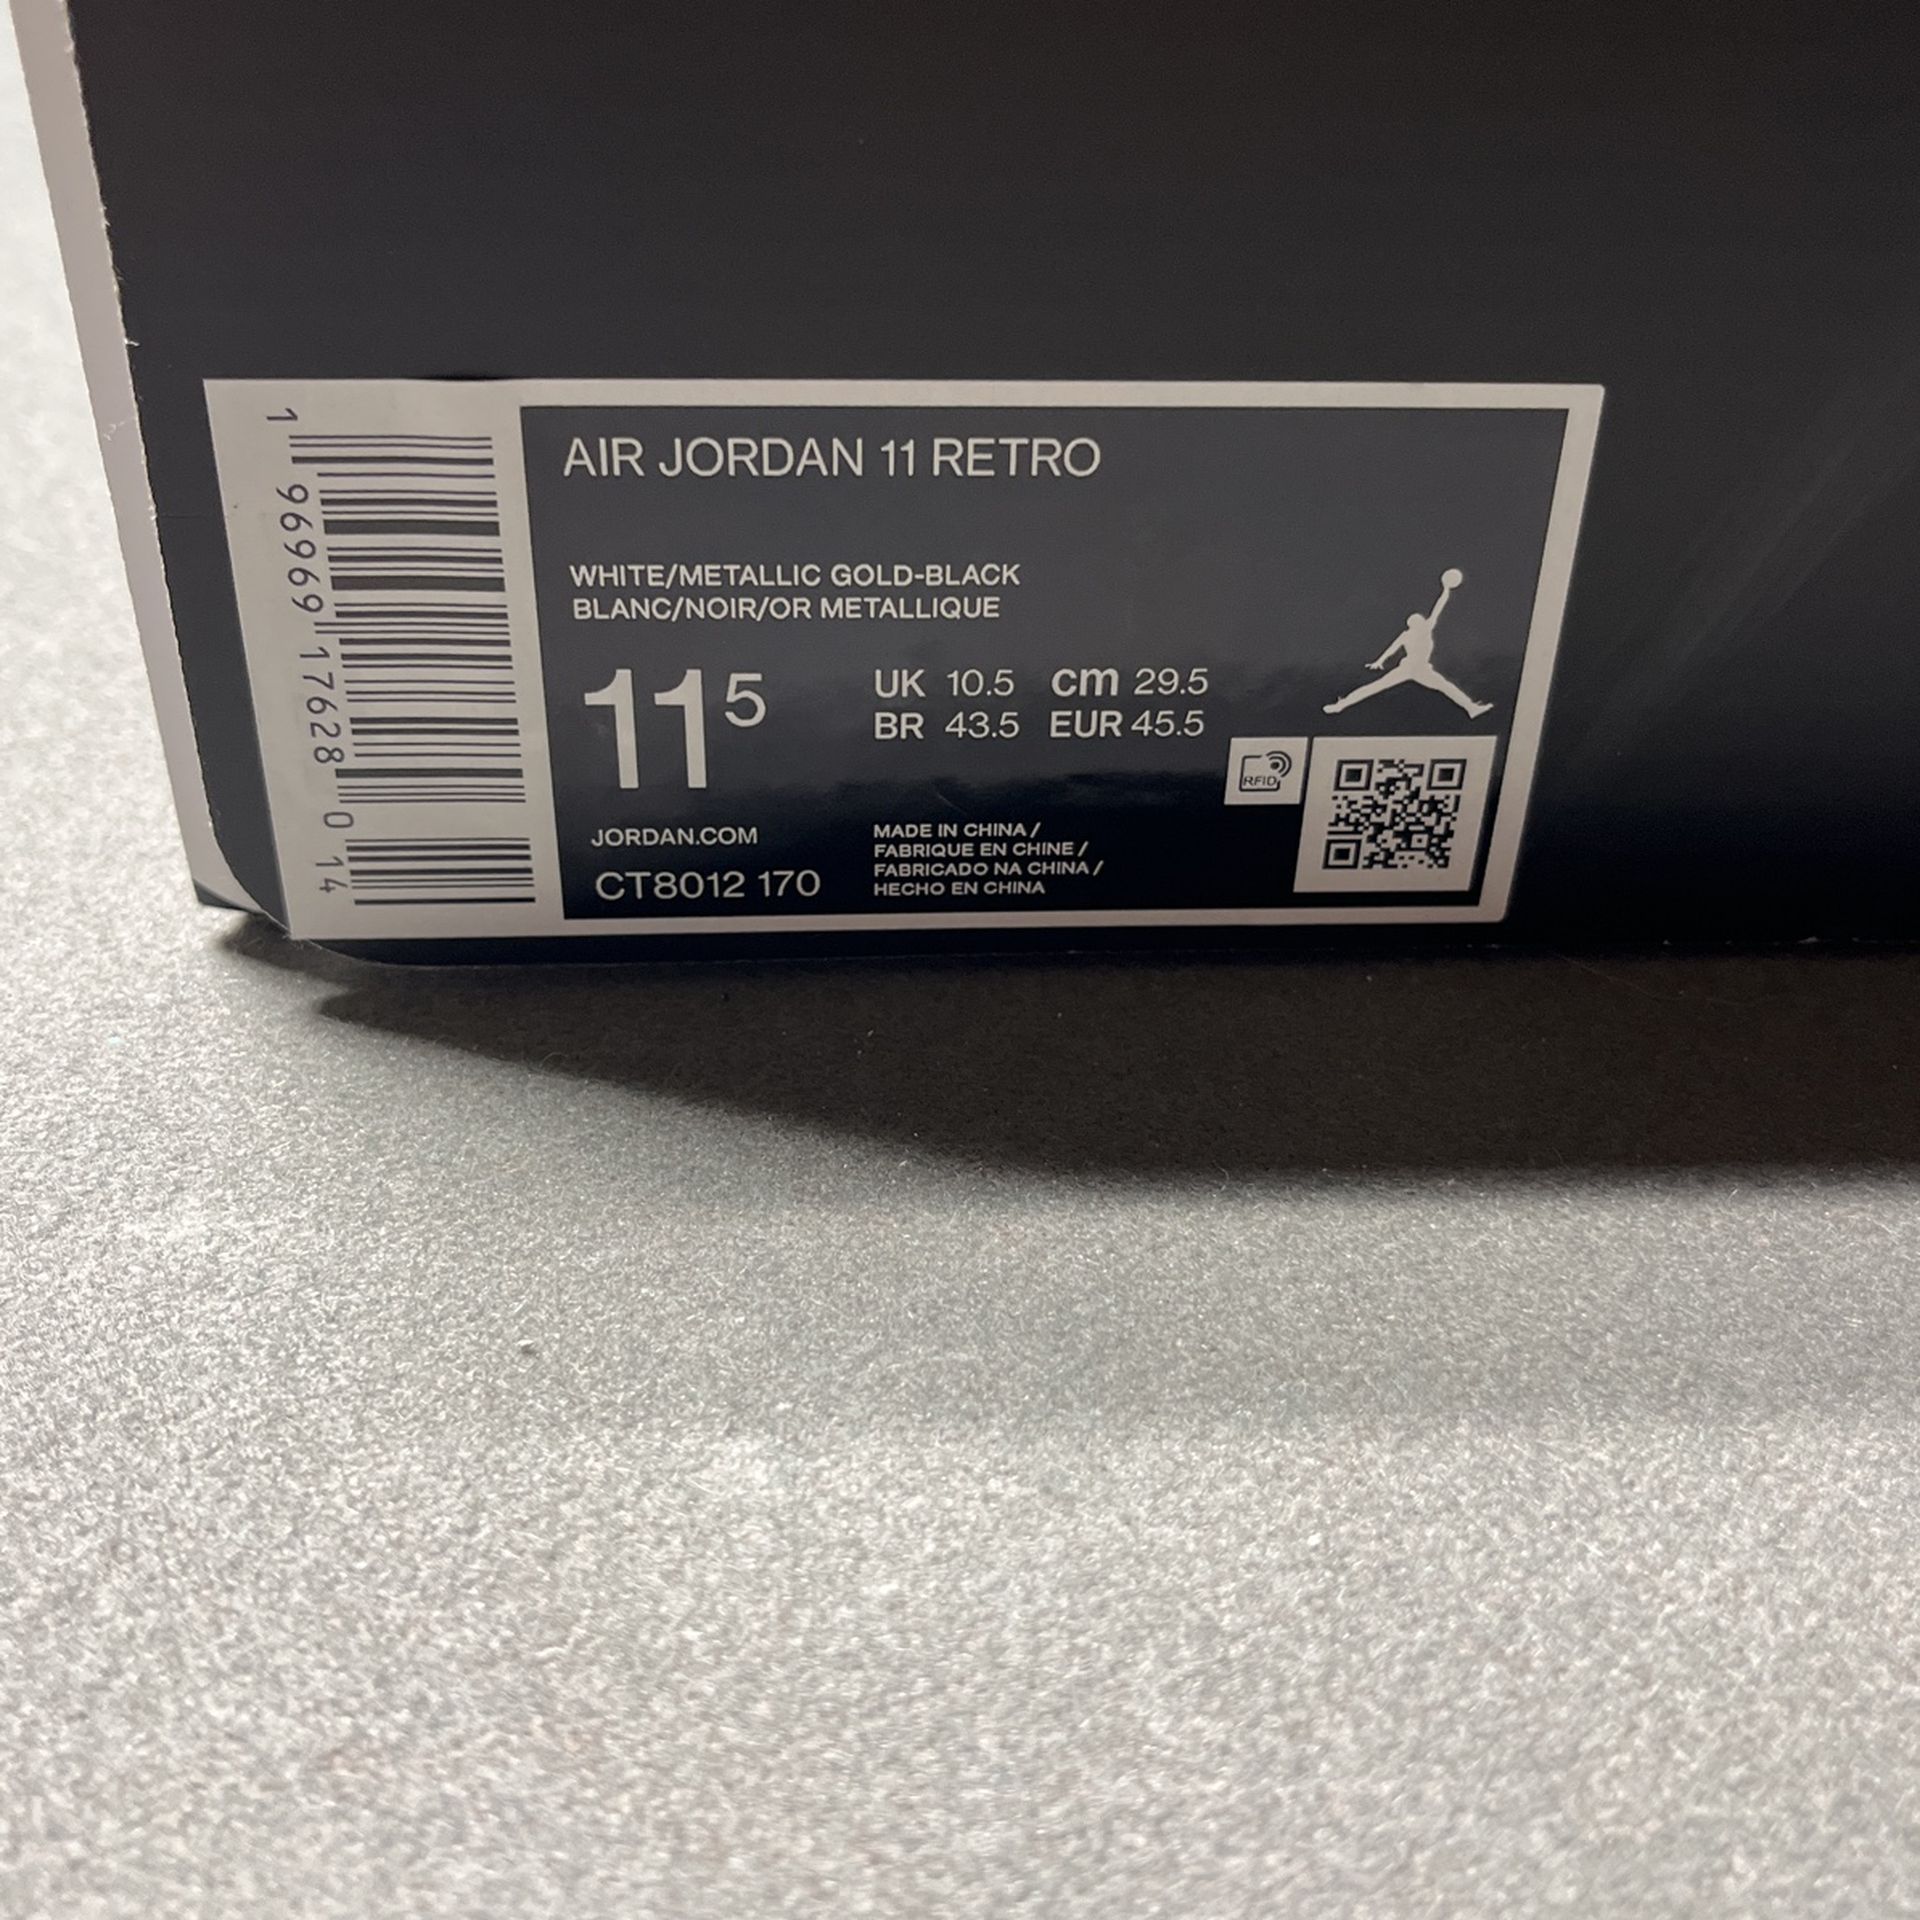 AIR JORDAN 11 RETRO
WHITE/METALLIC GOLD-BLACK
BLANC/NOIR/OR METALLIQUE
11 5
UK 10.5 cm 29.5
BR 43.5 EUR 45.5
RFID
JORDAN.COM
CT8012 170
MADE IN CHINA /
FABRIQUE EN CHINE /
FABRICADO NA CHINA /
HECHO EN CHINA
1 96969 17628 0 14